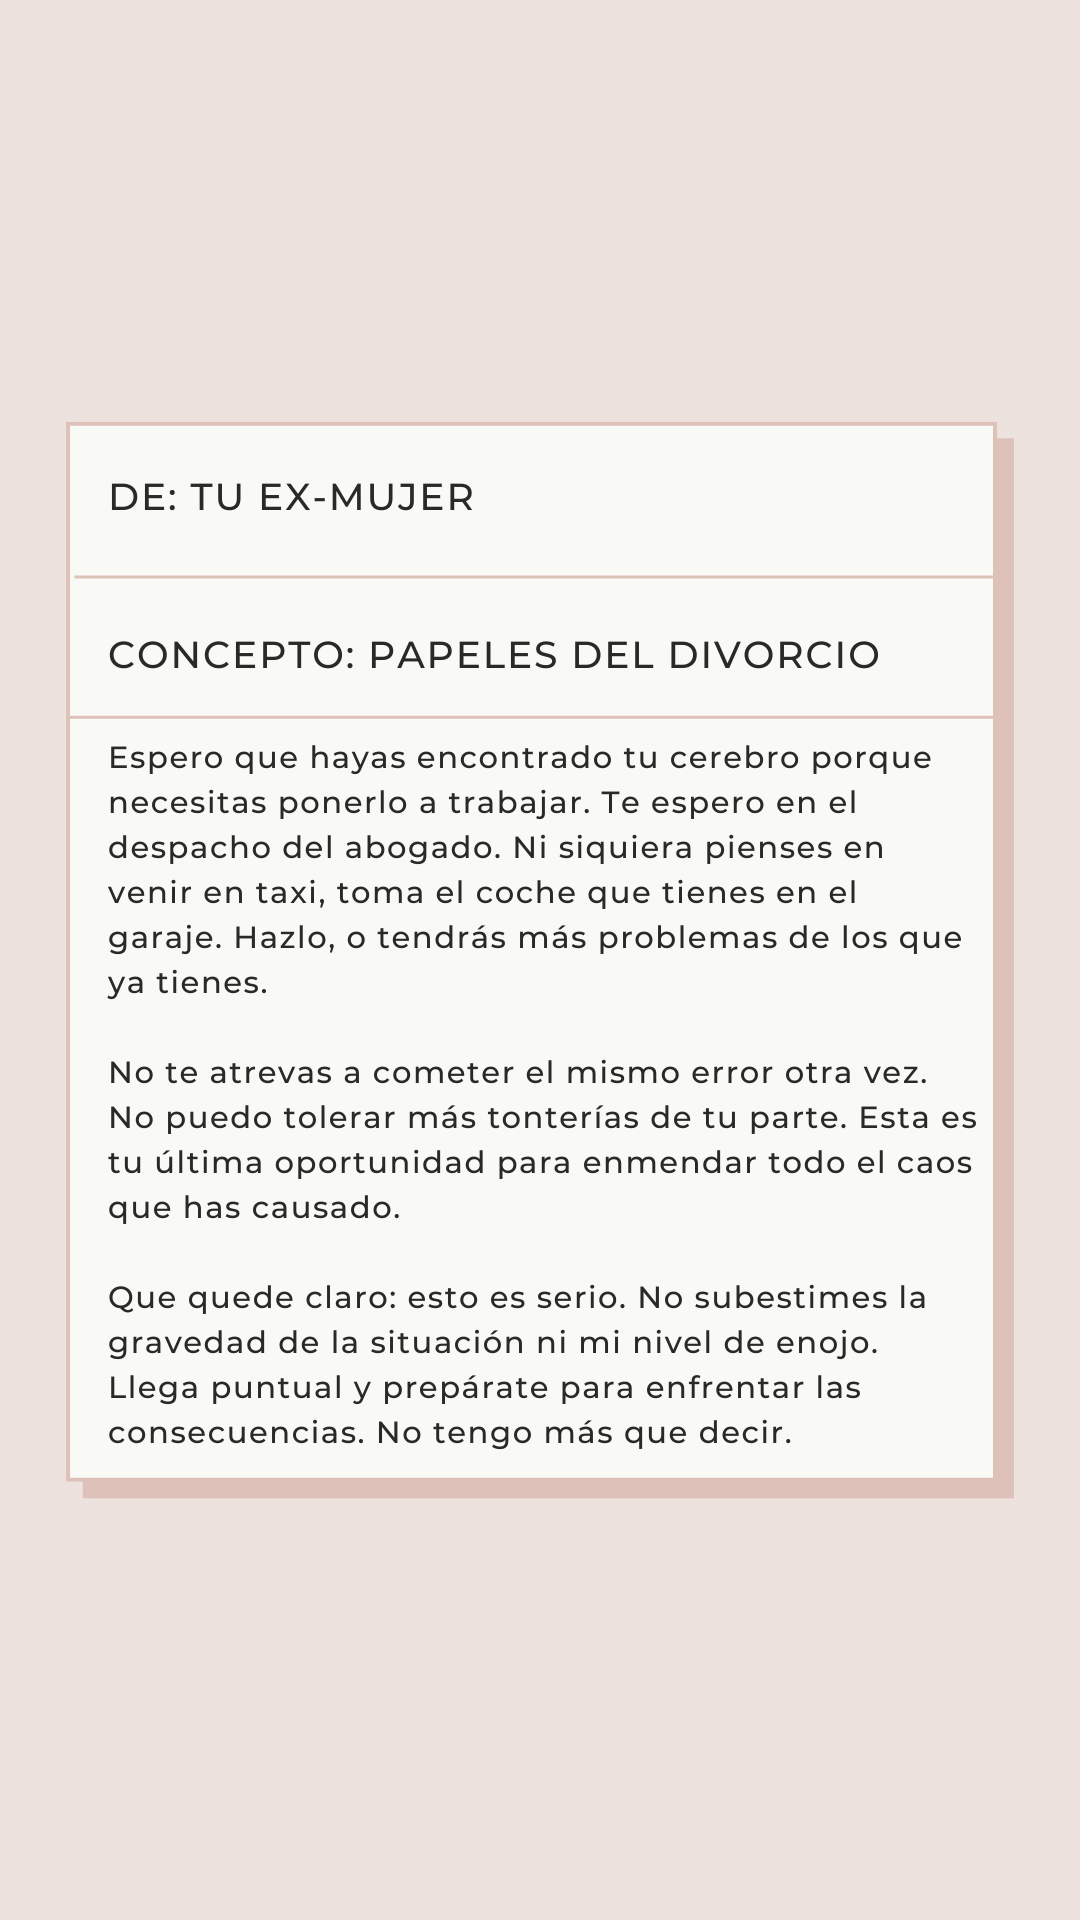 DE: TU EX-MUJER
CONCEPTO: PAPELES DEL DIVORCIO
Espero que hayas encontrado tu cerebro porque
necesitas ponerlo a trabajar. Te espero en el
despacho del abogado. Ni siquiera pienses en
venir en taxi, toma el coche que tienes en el
garaje. Hazlo, o tendrás más problemas de los que
ya tienes.
No te atrevas a cometer el mismo error otra vez.
No puedo tolerar más tonterías de tu parte. Esta es
tu última oportunidad para enmendar todo el caos
que has causado.
Que quede claro: esto es serio. No subestimes la
gravedad de la situación ni mi nivel de enojo.
Llega puntual y prepárate para enfrentar las
consecuencias. No tengo más que decir.